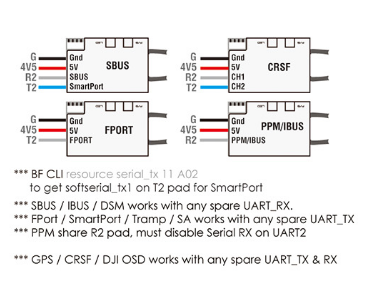 G
4V5
R2
T2
Gnd
5V
SBUS
SmartPort
SBUS
G
4V5
R2
T2
Gnd
5V
CH1
CH2
CRSF
G
4V5
T2
Gnd
5V
FPORT
FPORT
G
4V5
R2
Gnd
5V
PPM/IBUS
PPM/IBUS
*** BF CLI resource serial_tx 11 A02
to get softserial_tx1 on T2 pad for SmartPort
*** SBUS / IBUS / DSM works with any spare UART_RX.
*** FPort / SmartPort / Tramp / SA works with any spare UART_TX
*** PPM share R2 pad, must disable Serial RX on UART2
*** GPS / CRSF / DJI OSD works with any spare UART_TX & RX